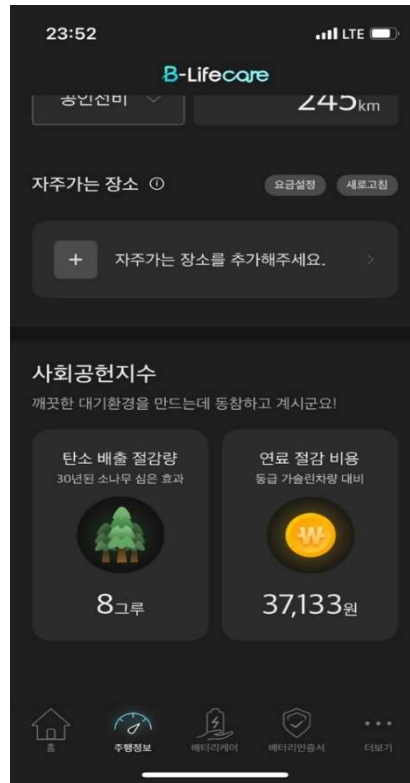 23:52
LTE
B-Lifecare
공인전비
245km
자주가는 장소
요금설정
새로고침
+ 자주가는 장소를 추가해주세요. >
사회공헌지수
깨끗한 대기환경을 만드는데 동참하고 계시군요!
탄소 배출 절감량
30년된 소나무 심은 효과
8그루
연료 절감 비용
동급 가솔린차량 대비
₩
37,133원
홈
주행정보
배터리케어
배터리인증서
더보기